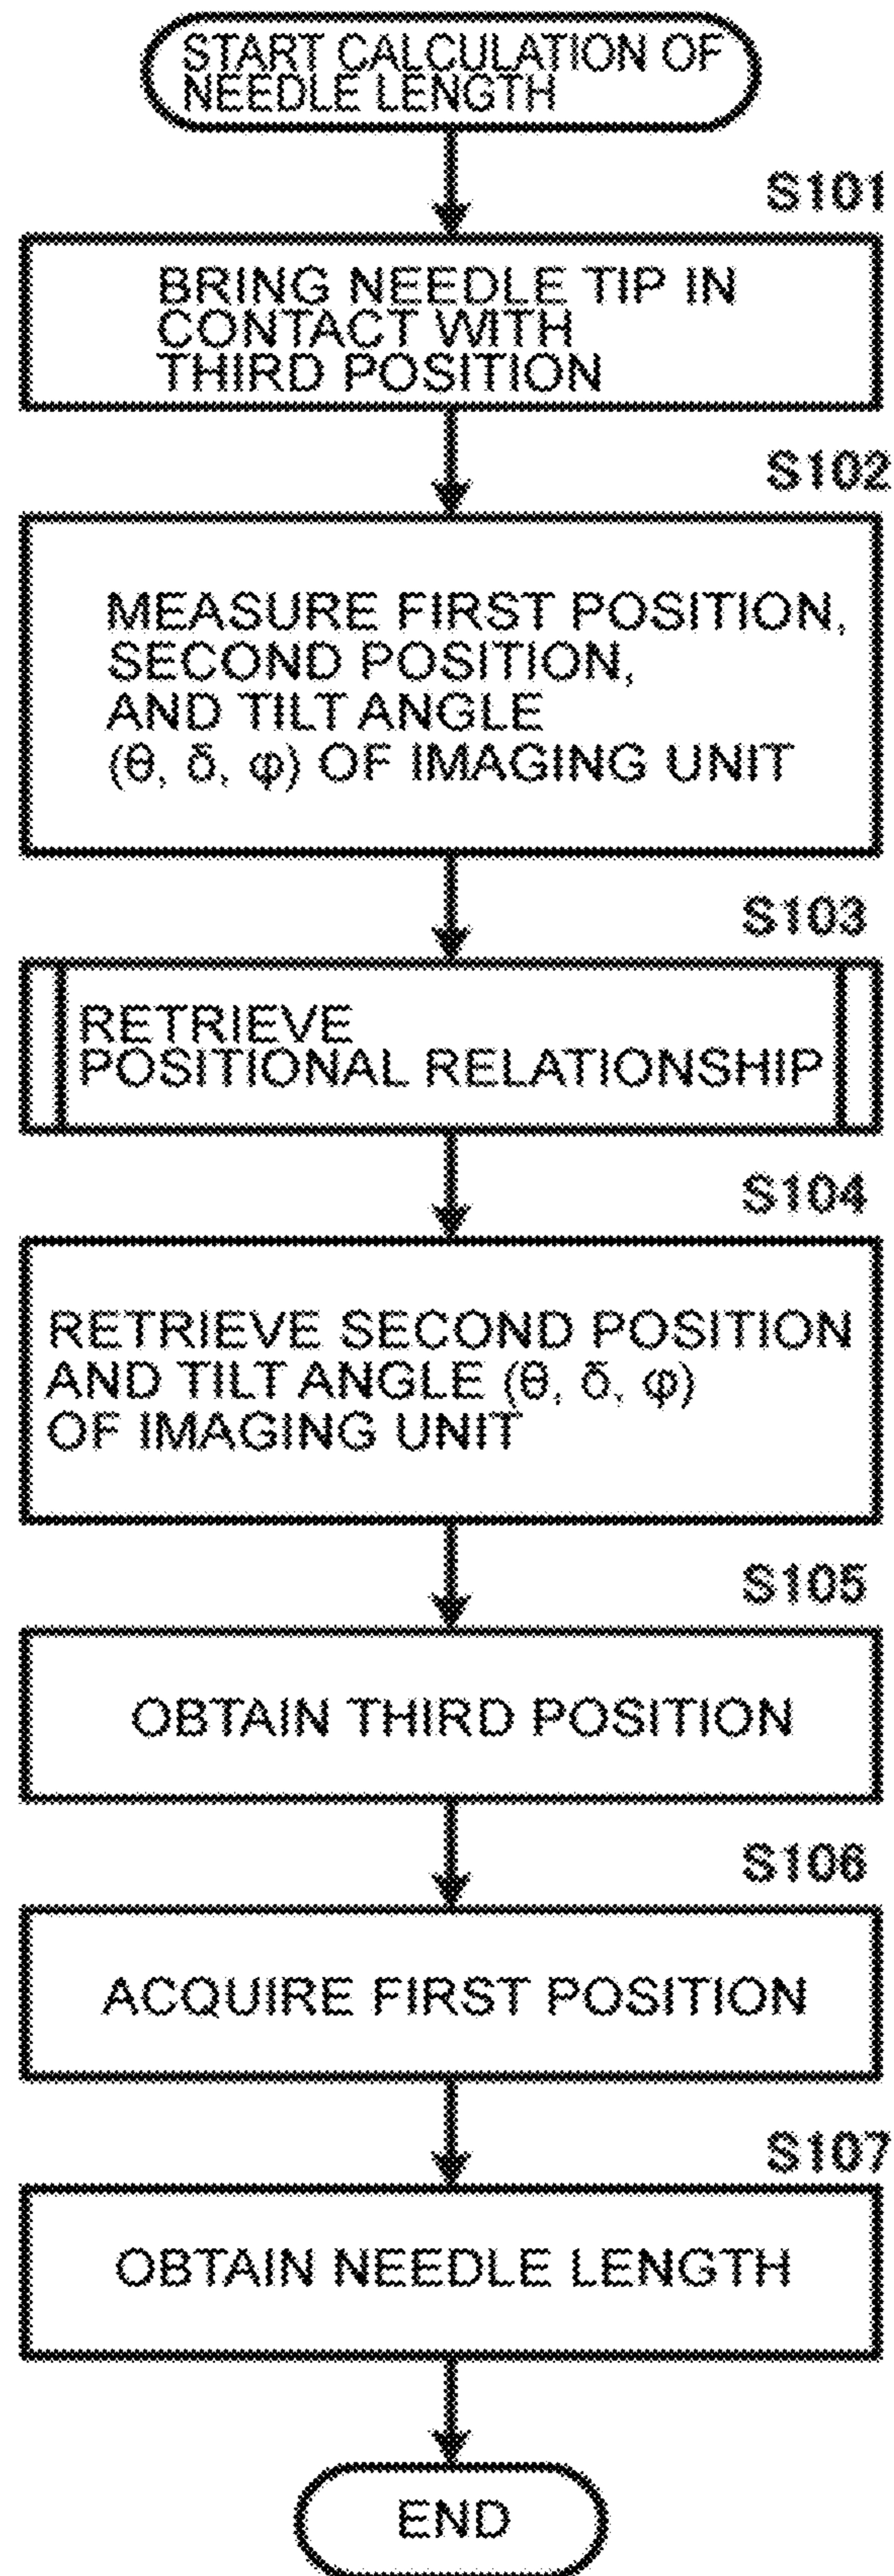 START CALCULATION OF
NEEDLE LENGTH
S101
BRING NEEDLE TIP IN
CONTACT WITH
THIRD POSITION
S102
MEASURE FIRST POSITION,
SECOND POSITION,
AND TILT ANGLE
(θ, δ, φ) OF IMAGING UNIT
S103
RETRIEVE
POSITIONAL RELATIONSHIP
S104
RETRIEVE SECOND POSITION
AND TILT ANGLE (θ, δ, φ)
OF IMAGING UNIT
S105
OBTAIN THIRD POSITION
S106
ACQUIRE FIRST POSITION
S107
OBTAIN NEEDLE LENGTH
END